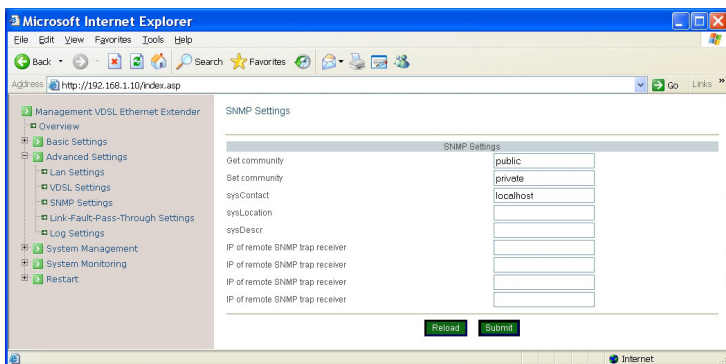 Microsoft Internet Explorer
File Edit View Favorites Tools Help
Back Search Favorites
Address http://192.168.1.10/index.asp Go Links »
Management VDSL Ethernet Extender
Overview
Basic Settings
Advanced Settings
Lan Settings
VDSL Settings
SNMP Settings
Link-Fault-Pass-Through Settings
Log Settings
System Management
System Monitoring
Restart
SNMP Settings
SNMP Settings
Get community public
Set community private
sysContact localhost
sysLocation
sysDescr
IP of remote SNMP trap receiver
IP of remote SNMP trap receiver
IP of remote SNMP trap receiver
IP of remote SNMP trap receiver
Reload Submit
Internet